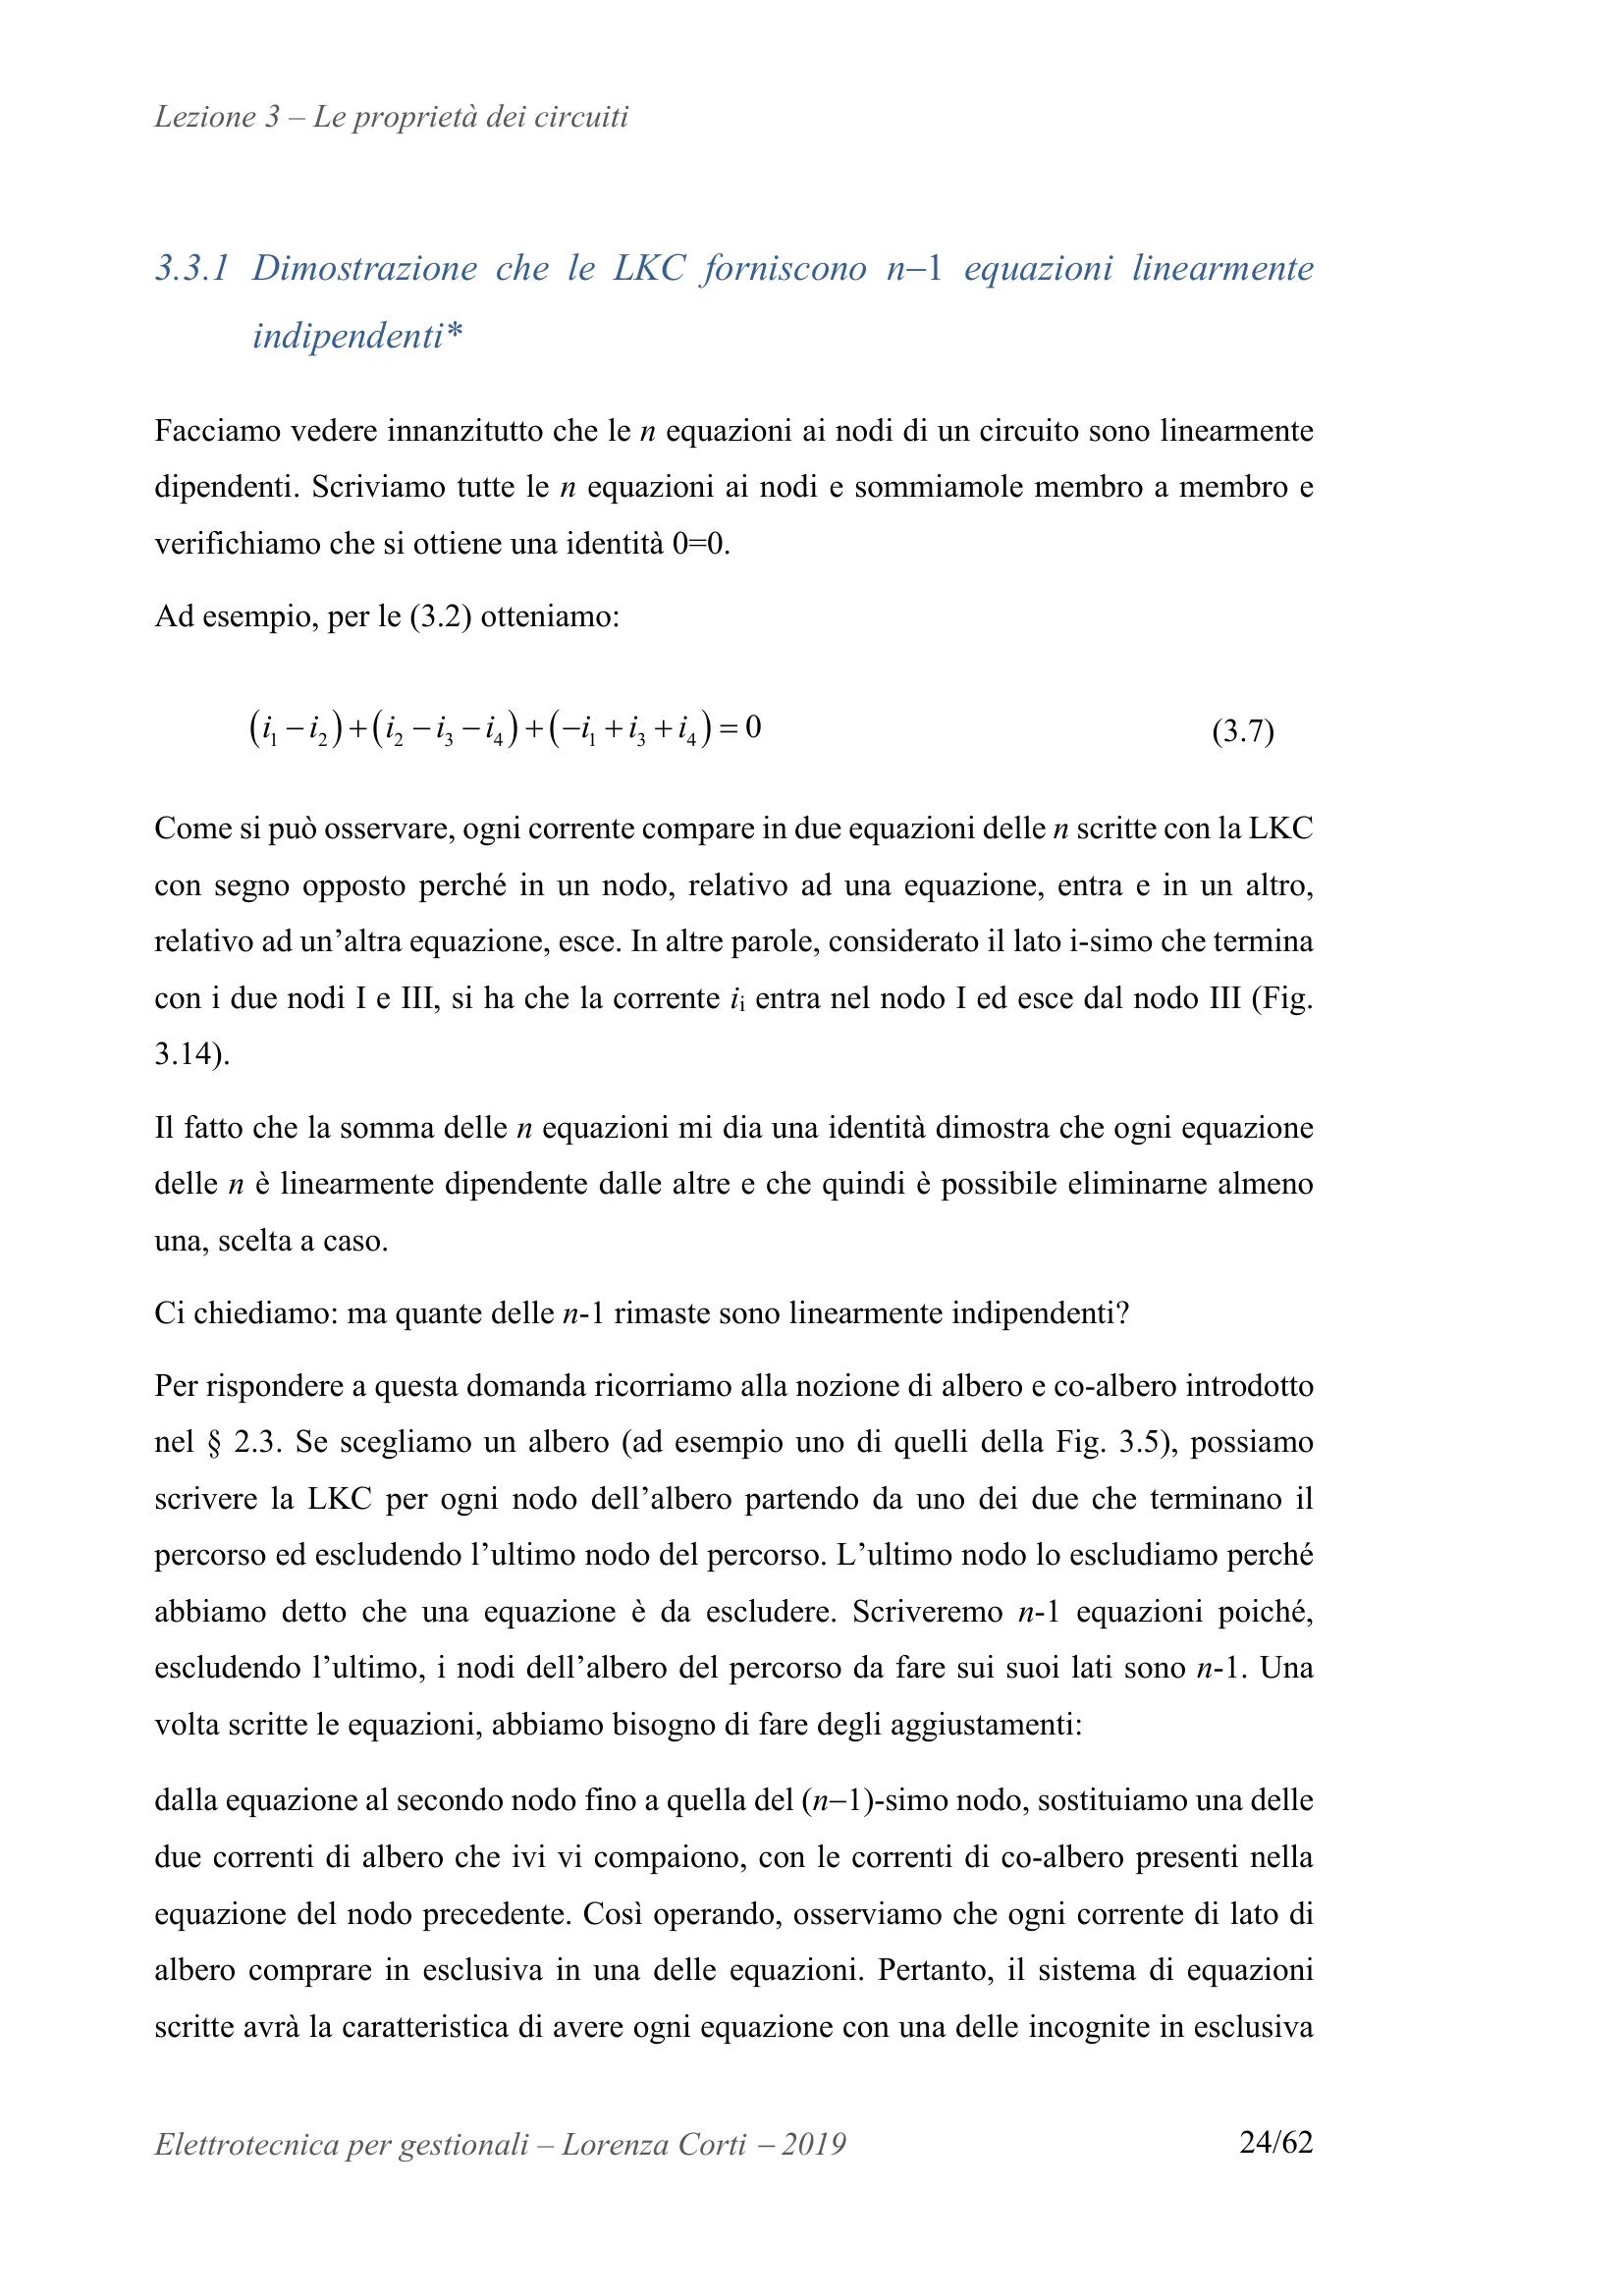 Lezione 3 – Le proprietà dei circuiti
3.3.1 Dimostrazione che le LKC forniscono n−1 equazioni linearmente
indipendenti*
Facciamo vedere innanzitutto che le n equazioni ai nodi di un circuito sono linearmente
dipendenti. Scriviamo tutte le n equazioni ai nodi e sommiamole membro a membro e
verifichiamo che si ottiene una identità 0=0.
Ad esempio, per le (3.2) otteniamo:
(i₁ − i₂) + (i₂ − i₃ − i₄) + (−i₁ + i₃ + i₄) = 0 (3.7)
Come si può osservare, ogni corrente compare in due equazioni delle n scritte con la LKC
con segno opposto perché in un nodo, relativo ad una equazione, entra e in un altro,
relativo ad un’altra equazione, esce. In altre parole, considerato il lato i-simo che termina
con i due nodi I e III, si ha che la corrente iᵢ entra nel nodo I ed esce dal nodo III (Fig.
3.14).
Il fatto che la somma delle n equazioni mi dia una identità dimostra che ogni equazione
delle n è linearmente dipendente dalle altre e che quindi è possibile eliminarne almeno
una, scelta a caso.
Ci chiediamo: ma quante delle n-1 rimaste sono linearmente indipendenti?
Per rispondere a questa domanda ricorriamo alla nozione di albero e co-albero introdotto
nel § 2.3. Se scegliamo un albero (ad esempio uno di quelli della Fig. 3.5), possiamo
scrivere la LKC per ogni nodo dell’albero partendo da uno dei due che terminano il
percorso ed escludendo l’ultimo nodo del percorso. L’ultimo nodo lo escludiamo perché
abbiamo detto che una equazione è da escludere. Scriveremo n-1 equazioni poiché,
escludendo l’ultimo, i nodi dell’albero del percorso da fare sui suoi lati sono n-1. Una
volta scritte le equazioni, abbiamo bisogno di fare degli aggiustamenti:
dalla equazione al secondo nodo fino a quella del (n−1)-simo nodo, sostituiamo una delle
due correnti di albero che ivi vi compaiono, con le correnti di co-albero presenti nella
equazione del nodo precedente. Così operando, osserviamo che ogni corrente di lato di
albero comprare in esclusiva in una delle equazioni. Pertanto, il sistema di equazioni
scritte avrà la caratteristica di avere ogni equazione con una delle incognite in esclusiva
Elettrotecnica per gestionali – Lorenza Corti − 2019 24/62